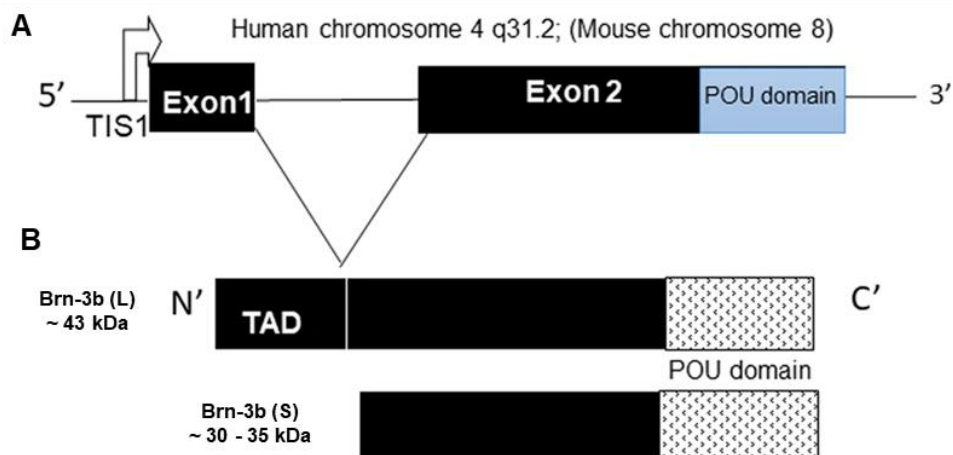 A
Human chromosome 4 q31.2; (Mouse chromosome 8)
5’
TIS1
Exon1
Exon 2
POU domain
3’
B
Brn-3b (L)
~ 43 kDa
N’
TAD
C’
POU domain
Brn-3b (S)
~ 30 - 35 kDa